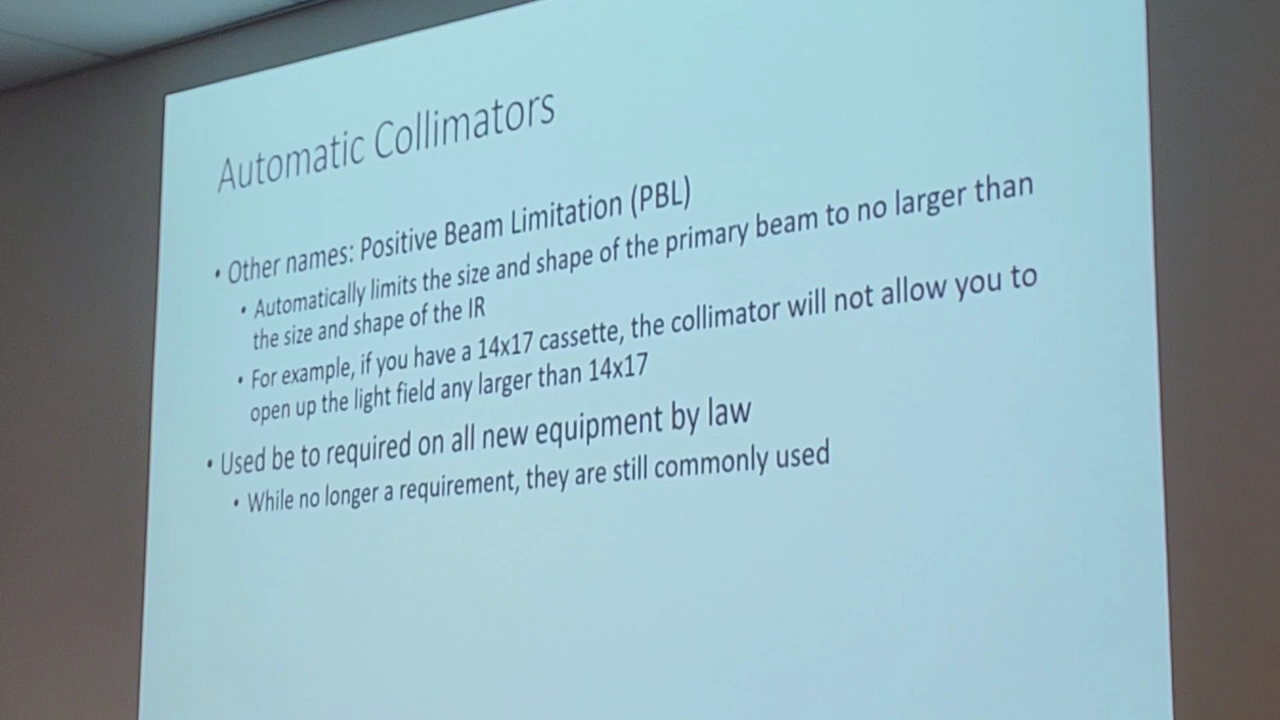 Automatic Collimators
• Other names: Positive Beam Limitation (PBL)
• Automatically limits the size and shape of the primary beam to no larger than
the size and shape of the IR
• For example, if you have a 14x17 cassette, the collimator will not allow you to
open up the light field any larger than 14x17
• Used be to required on all new equipment by law
• While no longer a requirement, they are still commonly used